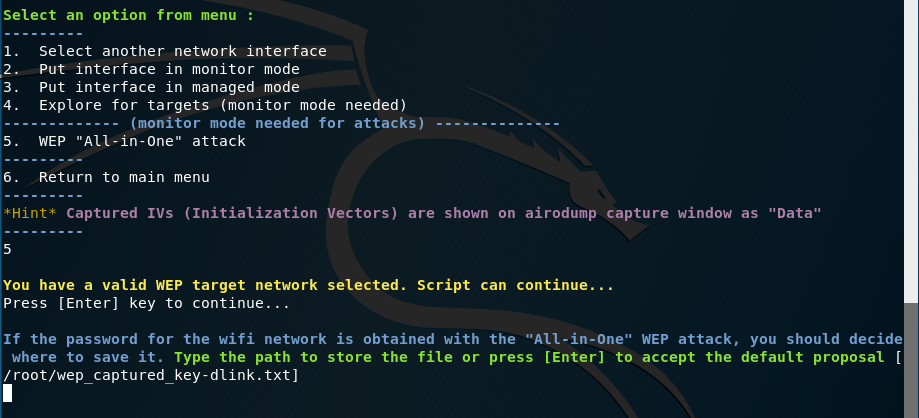 Select an option from menu :
---------
1.  Select another network interface
2.  Put interface in monitor mode
3.  Put interface in managed mode
4.  Explore for targets (monitor mode needed)
------------- (monitor mode needed for attacks) --------------
5.  WEP "All-in-One" attack
---------
6.  Return to main menu
---------
*Hint* Captured IVs (Initialization Vectors) are shown on airodump capture window as "Data"
---------
5
You have a valid WEP target network selected. Script can continue...
Press [Enter] key to continue...
If the password for the wifi network is obtained with the "All-in-One" WEP attack, you should decide
where to save it. Type the path to store the file or press [Enter] to accept the default proposal [
/root/wep_captured_key-dlink.txt]